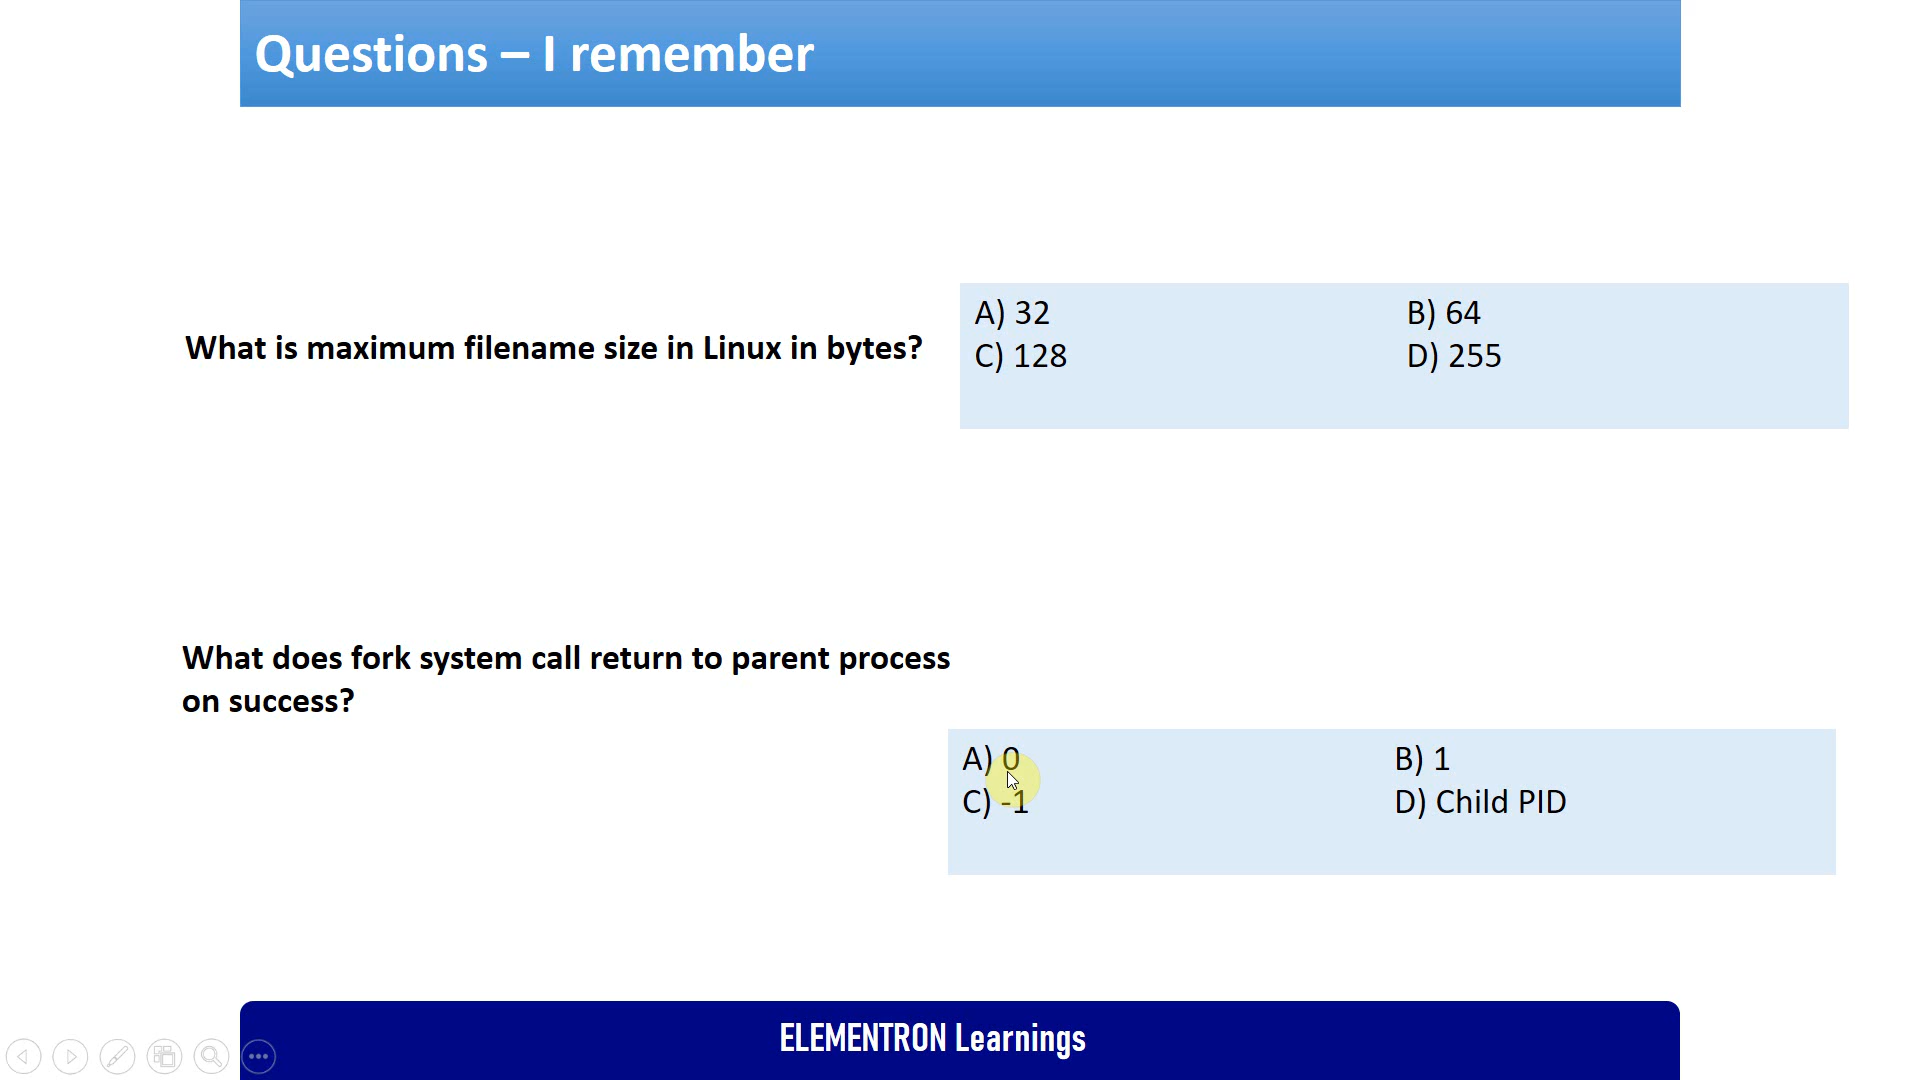 Questions – I remember
What is maximum filename size in Linux in bytes?
A) 32 B) 64
C) 128 D) 255
What does fork system call return to parent process
on success?
A) 0 B) 1
C) -1 D) Child PID
ELEMENTRON Learnings